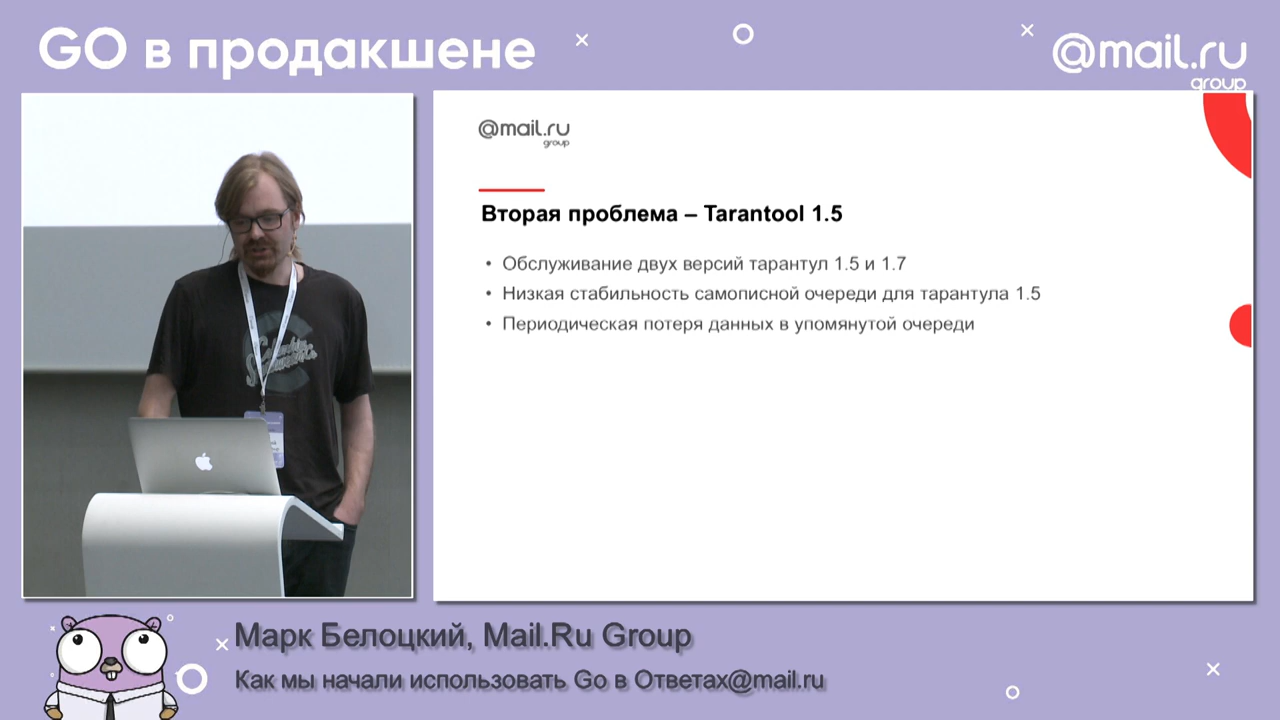 GO в продакшене
@mail.ru
group
@mail.ru
group
Вторая проблема – Tarantool 1.5
• Обслуживание двух версий тарантул 1.5 и 1.7
• Низкая стабильность самописной очереди для тарантула 1.5
• Периодическая потеря данных в упомянутой очереди
Марк Белоцкий, Mail.Ru Group
Как мы начали использовать Go в Ответах@mail.ru